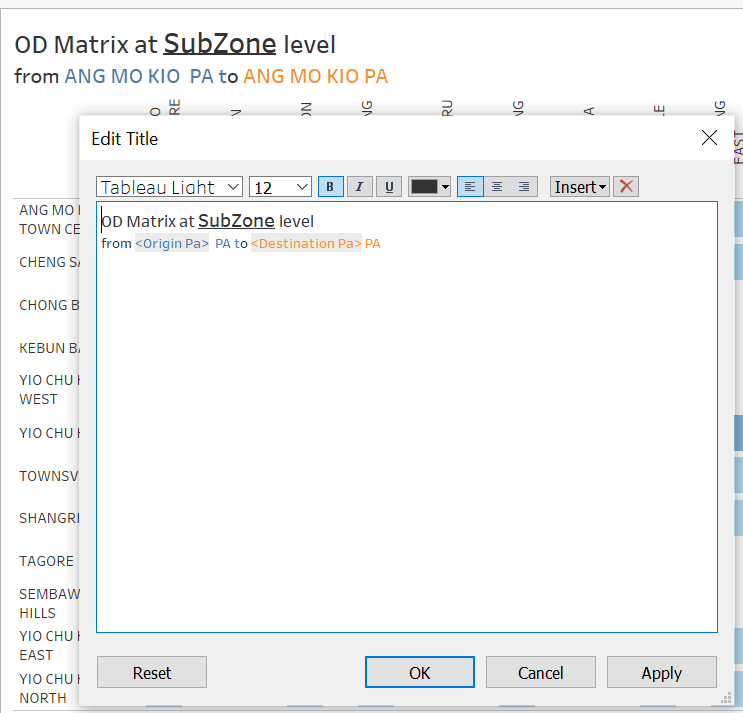 OD Matrix at SubZone level
from ANG MO KIO  PA to ANG MO KIO PA
RE
ON
NG
RU
NG
A
LE
NG
EAST
Edit Title
Tableau Light
12
B I U
Insert
OD Matrix at SubZone level
from <Origin Pa>  PA to <Destination Pa> PA
ANG MO
TOWN CE
CHENG SA
CHONG B
KEBUN BA
YIO CHU
WEST
YIO CHU
TOWNSV
SHANGRI
TAGORE
SEMBAW
HILLS
YIO CHU
EAST
YIO CHU
NORTH
Reset
OK
Cancel
Apply